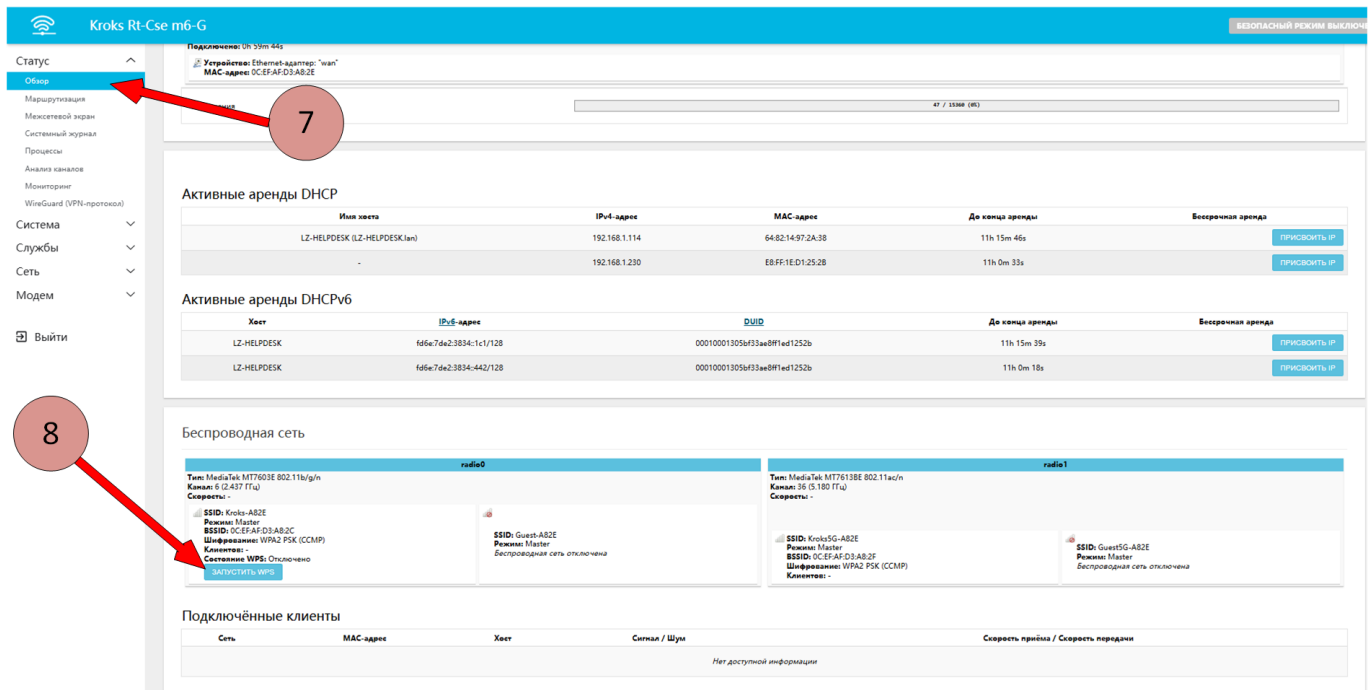 Kroks Rt-Cse m6-G
БЕЗОПАСНЫЙ РЕЖИМ ВЫКЛЮЧЕ
Статус
Обзор
Маршрутизация
Межсетевой экран
Системный журнал
Процессы
Анализ каналов
Мониторинг
WireGuard (VPN-протокол)
Система
Службы
Сеть
Модем
Выйти
7
8
Подключено: 0h 59m 44s
Устройство: Ethernet-адаптер: "wan"
MAC-адрес: 0C:EF:AF:D3:A8:2E
47 / 15360 (0%)
Активные аренды DHCP
Имя хоста IPv4-адрес MAC-адрес До конца аренды Бессрочная аренда
LZ-HELPDESK (LZ-HELPDESK.lan) 192.168.1.114 64:82:14:97:2A:38 11h 15m 46s ПРИСВОИТЬ IP
- 192.168.1.230 E8:FF:1E:D1:25:2B 11h 0m 33s ПРИСВОИТЬ IP
Активные аренды DHCPv6
Хост IPv6-адрес DUID До конца аренды Бессрочная аренда
LZ-HELPDESK fd6e:7de2:3834::1c1/128 00010001305bf33ae8ff1ed1252b 11h 15m 39s ПРИСВОИТЬ IP
LZ-HELPDESK fd6e:7de2:3834::442/128 00010001305bf33ae8ff1ed1252b 11h 0m 18s ПРИСВОИТЬ IP
Беспроводная сеть
radio0
Тип: MediaTek MT7603E 802.11b/g/n
Канал: 6 (2.437 ГГц)
Скорость: -
SSID: Kroks-A82E
Режим: Master
BSSID: 0C:EF:AF:D3:A8:2C
Шифрование: WPA2 PSK (CCMP)
Клиентов: -
Состояние WPS: Отключено
ЗАПУСТИТЬ WPS
SSID: Guest-A82E
Режим: Master
Беспроводная сеть отключена
radio1
Тип: MediaTek MT7613BE 802.11ac/n
Канал: 36 (5.180 ГГц)
Скорость: -
SSID: Kroks5G-A82E
Режим: Master
BSSID: 0C:EF:AF:D3:A8:2F
Шифрование: WPA2 PSK (CCMP)
Клиентов: -
SSID: Guest5G-A82E
Режим: Master
Беспроводная сеть отключена
Подключённые клиенты
Сеть MAC-адрес Хост Сигнал / Шум Скорость приёма / Скорость передачи
Нет доступной информации